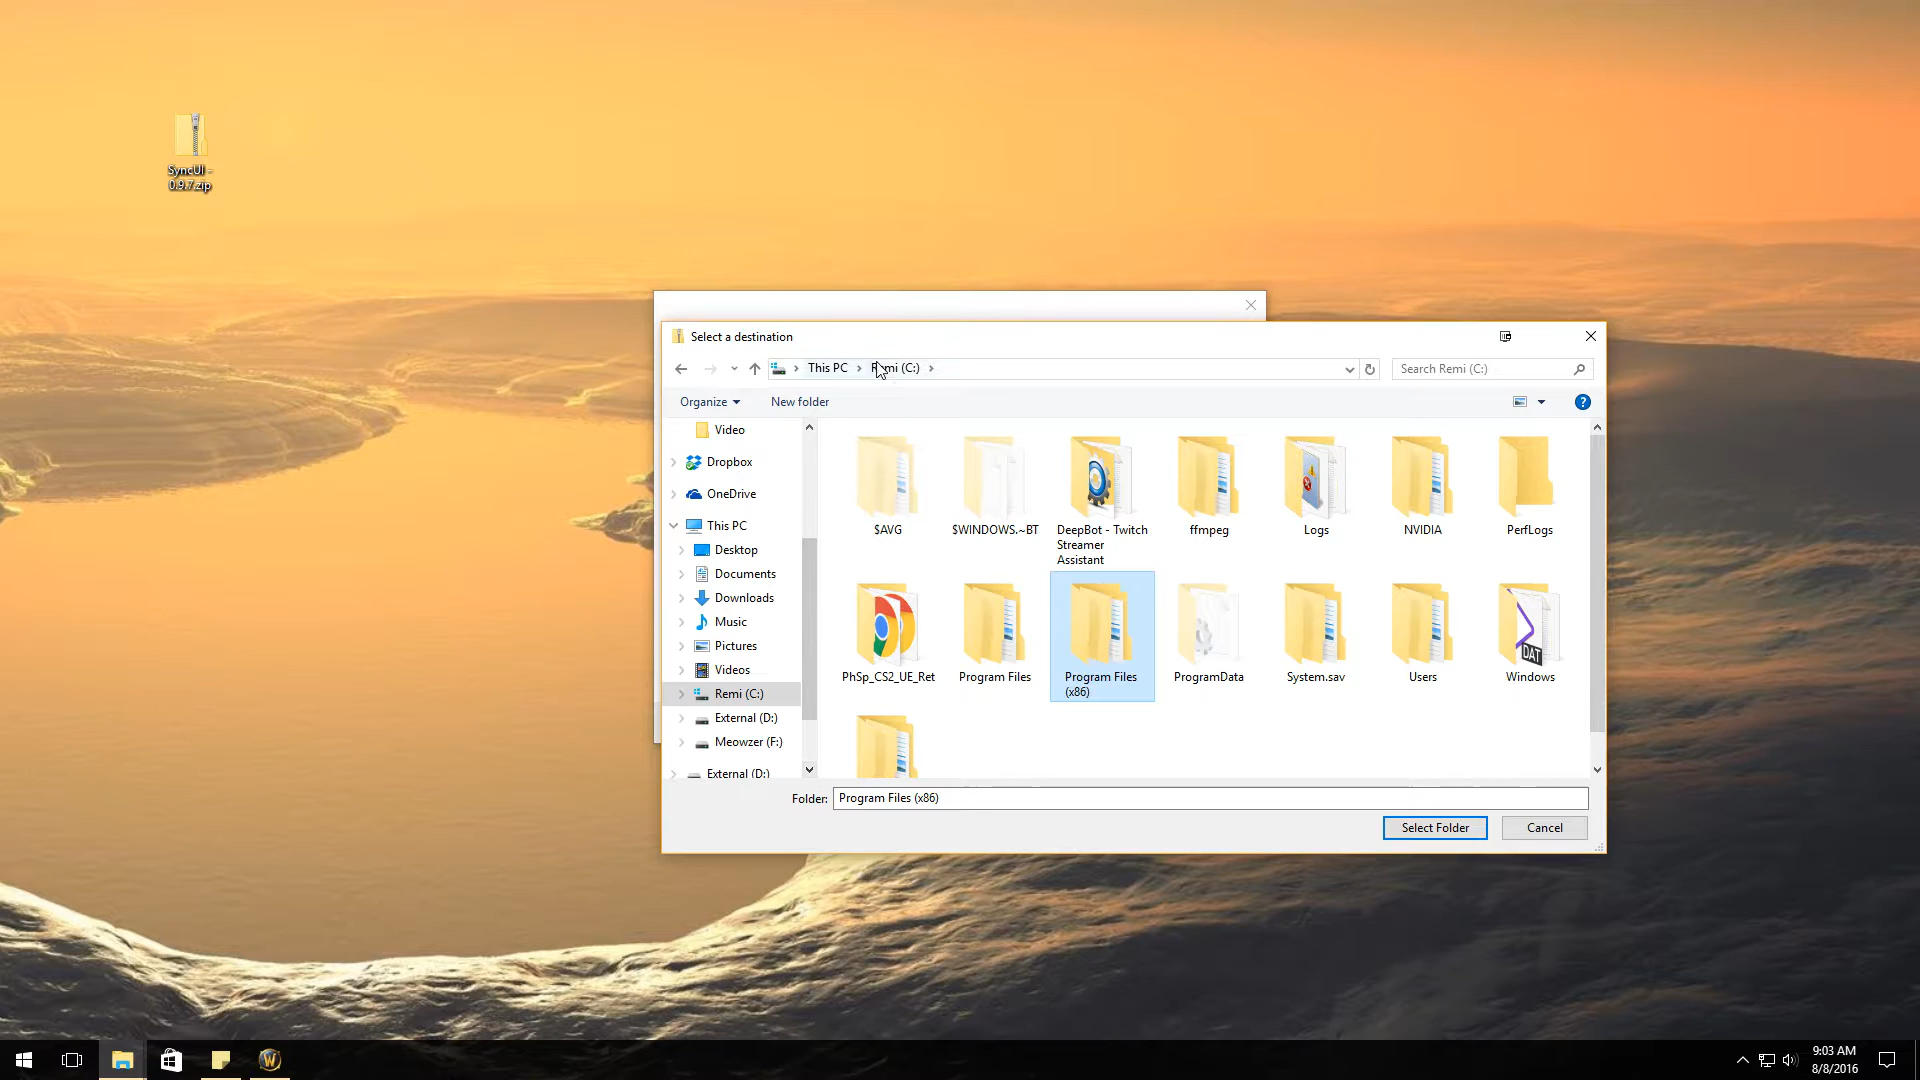 SyncUI -
0.9.7.zip
Select a destination
This PC
Remi (C:)
Search Remi (C:)
Organize
New folder
?
Video
Dropbox
OneDrive
This PC
Desktop
Documents
Downloads
Music
Pictures
Videos
Remi (C:)
External (D:)
Meowzer (F:)
External (D:)
$AVG
$WINDOWS.~BT
DeepBot - Twitch
Streamer
Assistant
ffmpeg
Logs
NVIDIA
PerfLogs
PhSp_CS2_UE_Ret
Program Files
Program Files
(x86)
ProgramData
System.sav
Users
DAT
Windows
Folder:
Program Files (x86)
Select Folder
Cancel
W
9:03 AM
8/8/2016